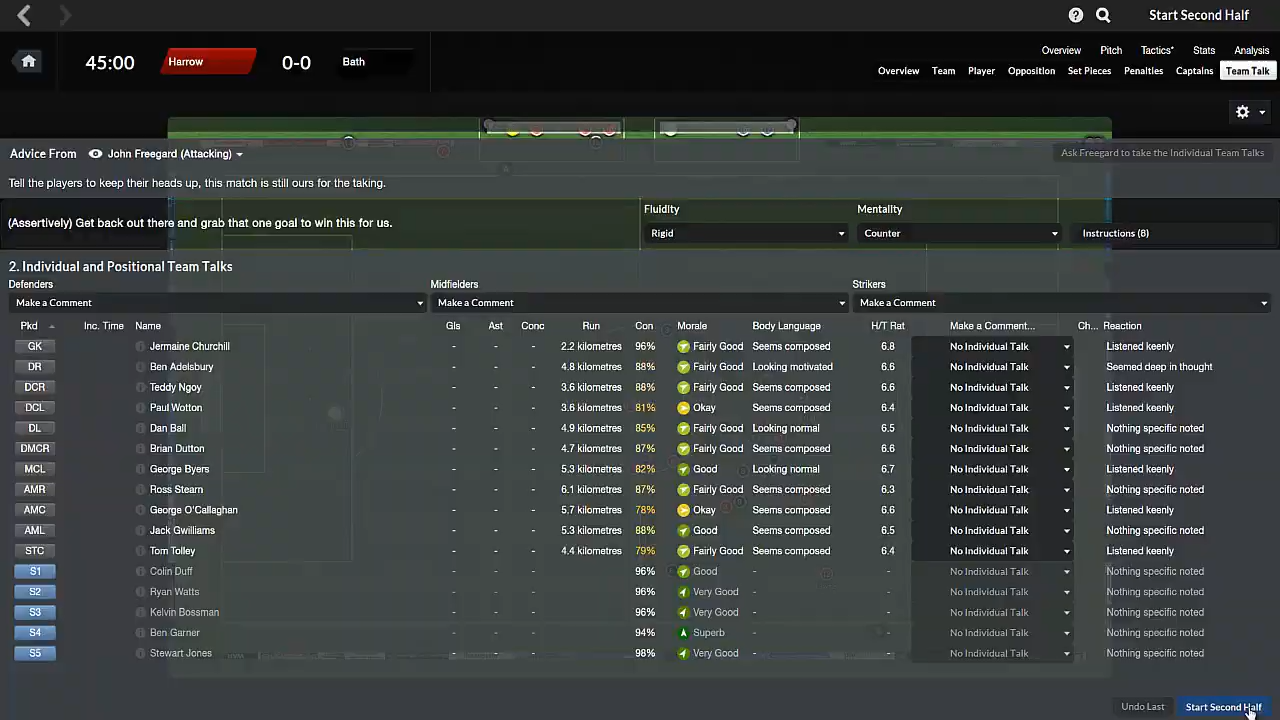 Start Second Half
45:00 Harrow 0-0 Bath
Overview Pitch Tactics* Stats Analysis
Overview Team Player Opposition Set Pieces Penalties Captains Team Talk
Advice From John Freegard (Attacking) Ask Freegard to take the Individual Team Talks
Tell the players to keep their heads up, this match is still ours for the taking.
Fluidity Mentality
(Assertively) Get back out there and grab that one goal to win this for us.
Rigid Counter Instructions (8)
2. Individual and Positional Team Talks
Defenders Midfielders Strikers
Make a Comment Make a Comment Make a Comment
Pkd Inc. Time Name Gls Ast Conc Run Con Morale Body Language H/T Rat Make a Comment... Ch... Reaction
GK Jermaine Churchill - - - 2.2 kilometres 96% Fairly Good Seems composed 6.8 No Individual Talk Listened keenly
DR Ben Adelsbury - - - 4.8 kilometres 88% Fairly Good Looking motivated 6.6 No Individual Talk Seemed deep in thought
DCR Teddy Ngoy - - - 3.6 kilometres 88% Fairly Good Seems composed 6.6 No Individual Talk Listened keenly
DCL Paul Wotton - - - 3.6 kilometres 81% Okay Seems composed 6.4 No Individual Talk Listened keenly
DL Dan Ball - - - 4.9 kilometres 85% Fairly Good Looking normal 6.5 No Individual Talk Nothing specific noted
DMCR Brian Dutton - - - 4.7 kilometres 87% Fairly Good Seems composed 6.6 No Individual Talk Nothing specific noted
MCL George Byers - - - 5.3 kilometres 82% Good Looking normal 6.7 No Individual Talk Listened keenly
AMR Ross Stearn - - - 6.1 kilometres 87% Fairly Good Seems composed 6.3 No Individual Talk Nothing specific noted
AMC George O'Callaghan - - - 5.7 kilometres 78% Okay Seems composed 6.6 No Individual Talk Listened keenly
AML Jack Gwilliams - - - 5.3 kilometres 88% Good Seems composed 6.5 No Individual Talk Nothing specific noted
STC Tom Tolley - - - 4.4 kilometres 79% Fairly Good Seems composed 6.4 No Individual Talk Listened keenly
S1 Colin Duff 96% Good - - No Individual Talk Nothing specific noted
S2 Ryan Watts 96% Very Good - - No Individual Talk Nothing specific noted
S3 Kelvin Bossman 96% Very Good - - No Individual Talk Nothing specific noted
S4 Ben Garner 94% Superb - - No Individual Talk Nothing specific noted
S5 Stewart Jones 98% Very Good - - No Individual Talk Nothing specific noted
Undo Last Start Second Half